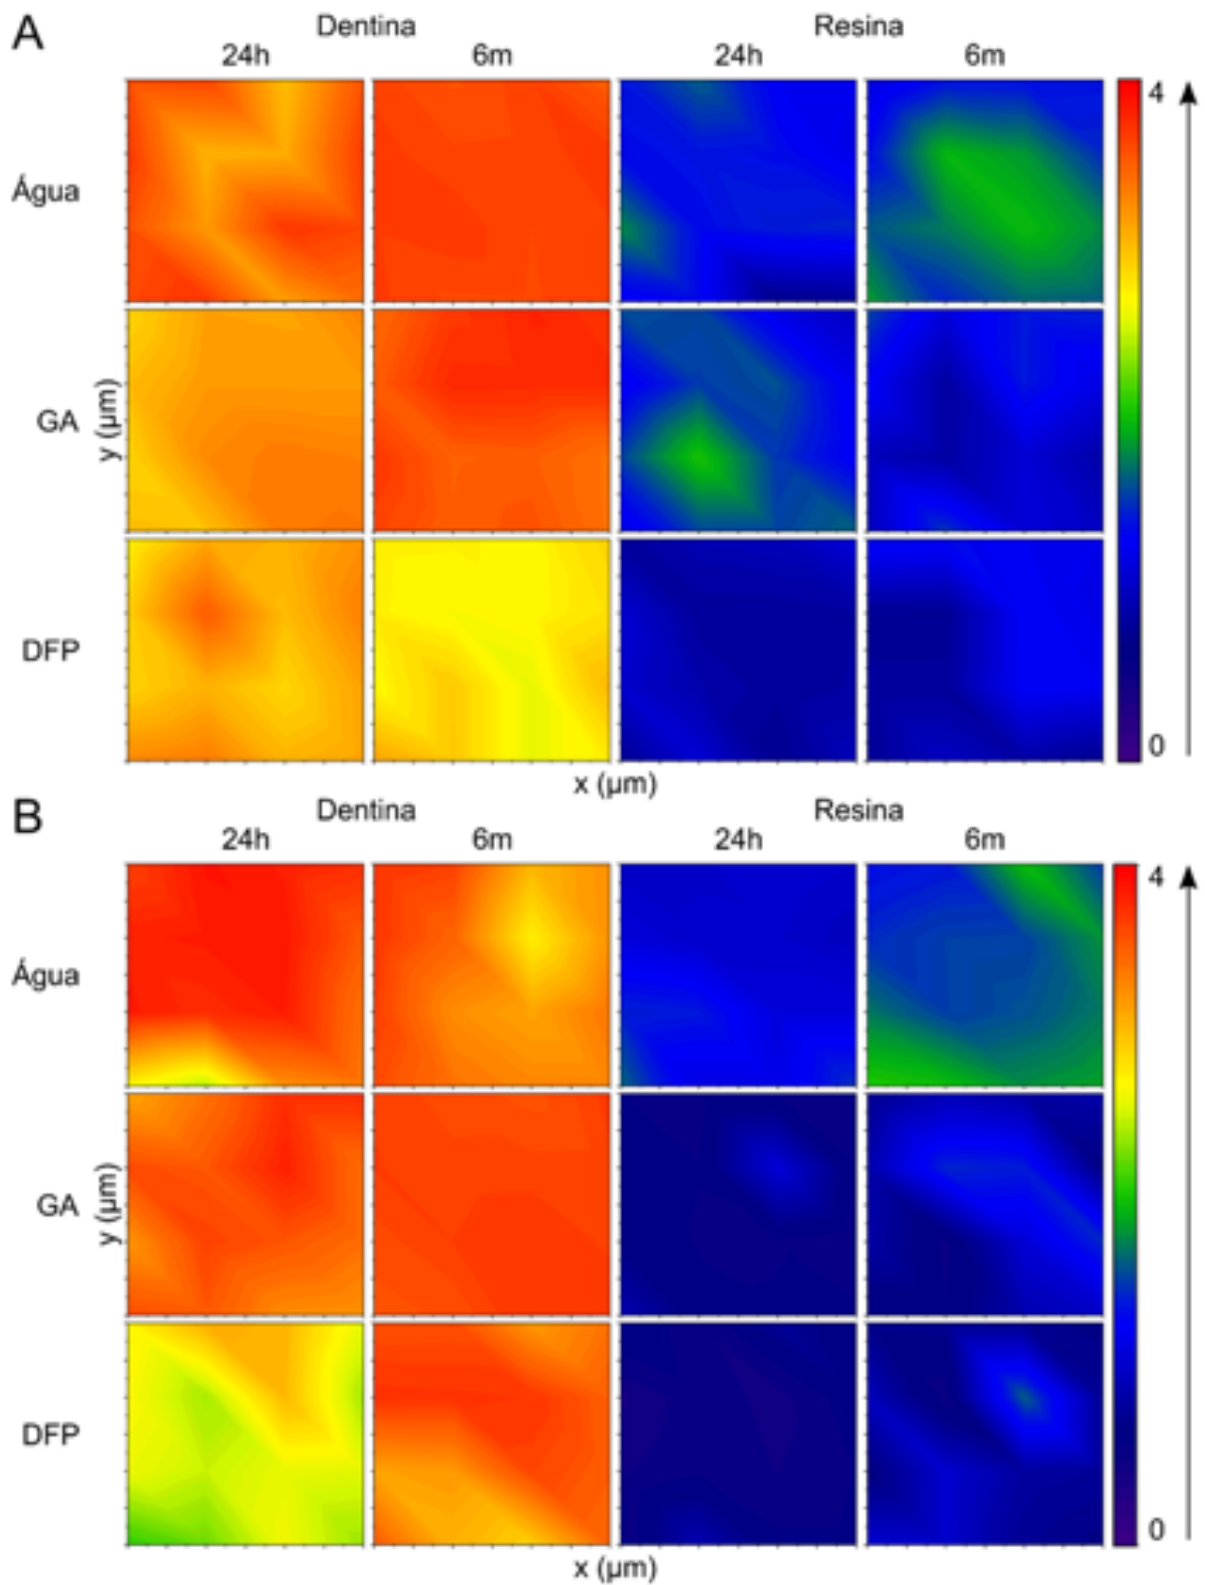 A
Dentina Resina
24h 6m 24h 6m
4
Água
GA
y (µm)
DFP
0
x (µm)
B
Dentina Resina
24h 6m 24h 6m
4
Água
GA
y (µm)
DFP
0
x (µm)